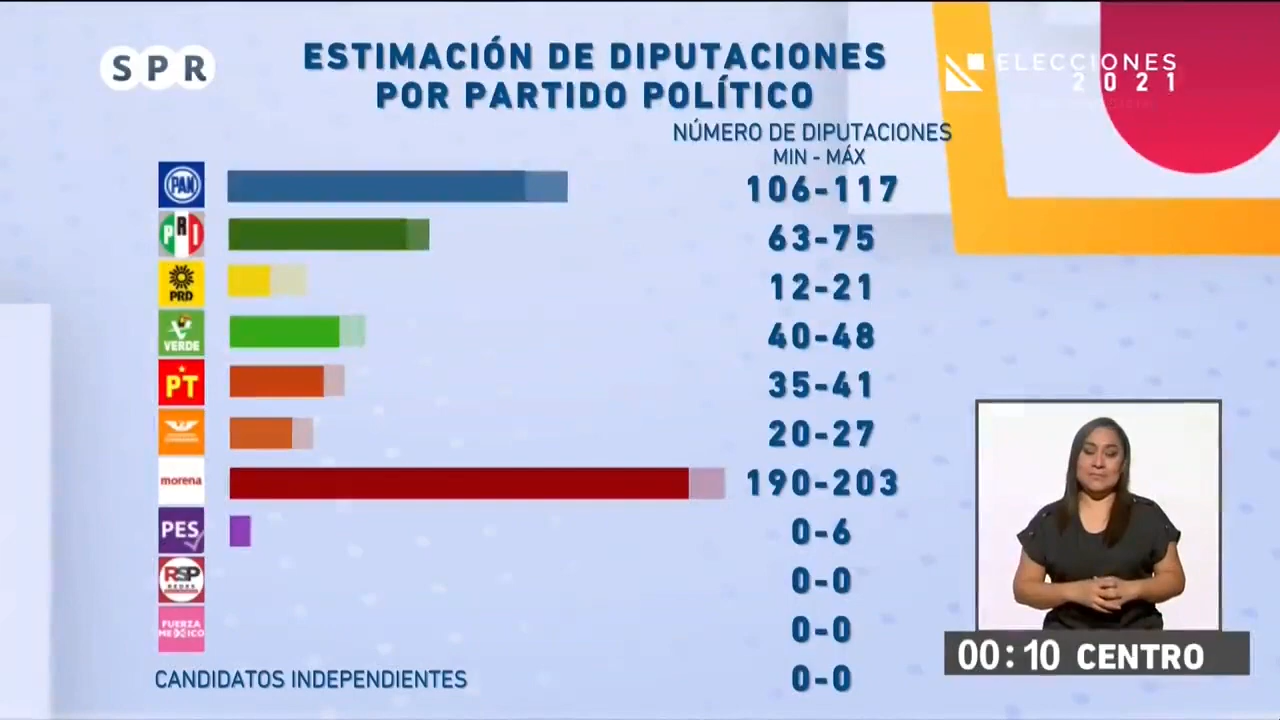 SPR
ESTIMACIÓN DE DIPUTACIONES
POR PARTIDO POLÍTICO
ELECCIONES
2021
NÚMERO DE DIPUTACIONES
MIN - MÁX
PAN 106-117
PRI 63-75
PRD 12-21
VERDE 40-48
PT 35-41
20-27
morena 190-203
PES 0-6
RSP 0-0
FUERZA
MEXICO 0-0
CANDIDATOS INDEPENDIENTES 0-0
00:10 CENTRO